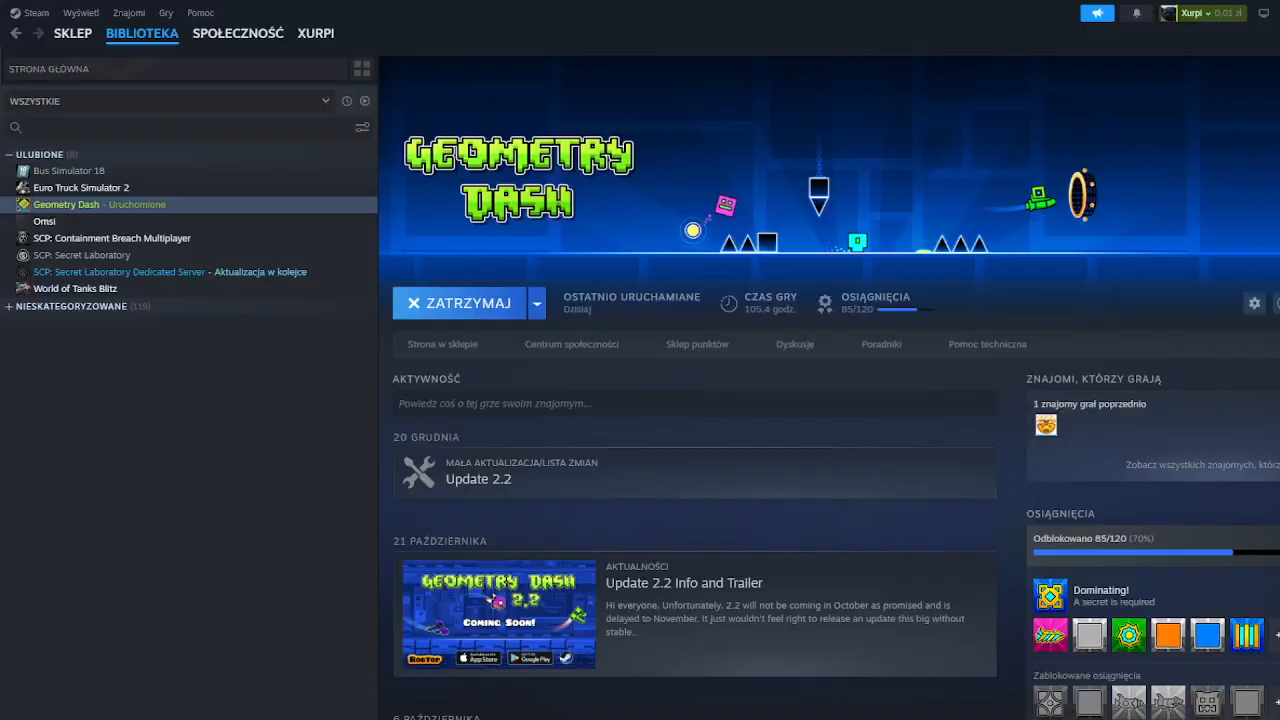 Steam Wyświetl Znajomi Gry Pomoc
Xurpi 0,01 zł
SKLEP BIBLIOTEKA SPOŁECZNOŚĆ XURPI
STRONA GŁÓWNA
WSZYSTKIE
ULUBIONE (8)
Bus Simulator 18
Euro Truck Simulator 2
Geometry Dash - Uruchomione
Omsi
SCP: Containment Breach Multiplayer
SCP: Secret Laboratory
SCP: Secret Laboratory Dedicated Server - Aktualizacja w kolejce
World of Tanks Blitz
NIESKATEGORYZOWANE (119)
GEOMETRY
DASH
ZATRZYMAJ
OSTATNIO URUCHAMIANE
Dzisiaj
CZAS GRY
105,4 godz.
OSIĄGNIĘCIA
85/120
Strona w sklepie Centrum społeczności Sklep punktów Dyskusje Poradniki Pomoc techniczna
AKTYWNOŚĆ
Powiedz coś o tej grze swoim znajomym...
20 GRUDNIA
MAŁA AKTUALIZACJA/LISTA ZMIAN
Update 2.2
21 PAŹDZIERNIKA
GEOMETRY DASH
2.2
COMING SOON!
ROBTOP
App Store
Google Play
AKTUALNOŚCI
Update 2.2 Info and Trailer
Hi everyone, Unfortunately, 2.2 will not be coming in October as promised and is
delayed to November. It just wouldn't feel right to release an update this big without
stable...
6 PAŹDZIERNIKA
ZNAJOMI, KTÓRZY GRAJĄ
1 znajomy grał poprzednio
Zobacz wszystkich znajomych, którz
OSIĄGNIĘCIA
Odblokowano 85/120 (70%)
Dominating!
A secret is required
Zablokowane osiągnięcia